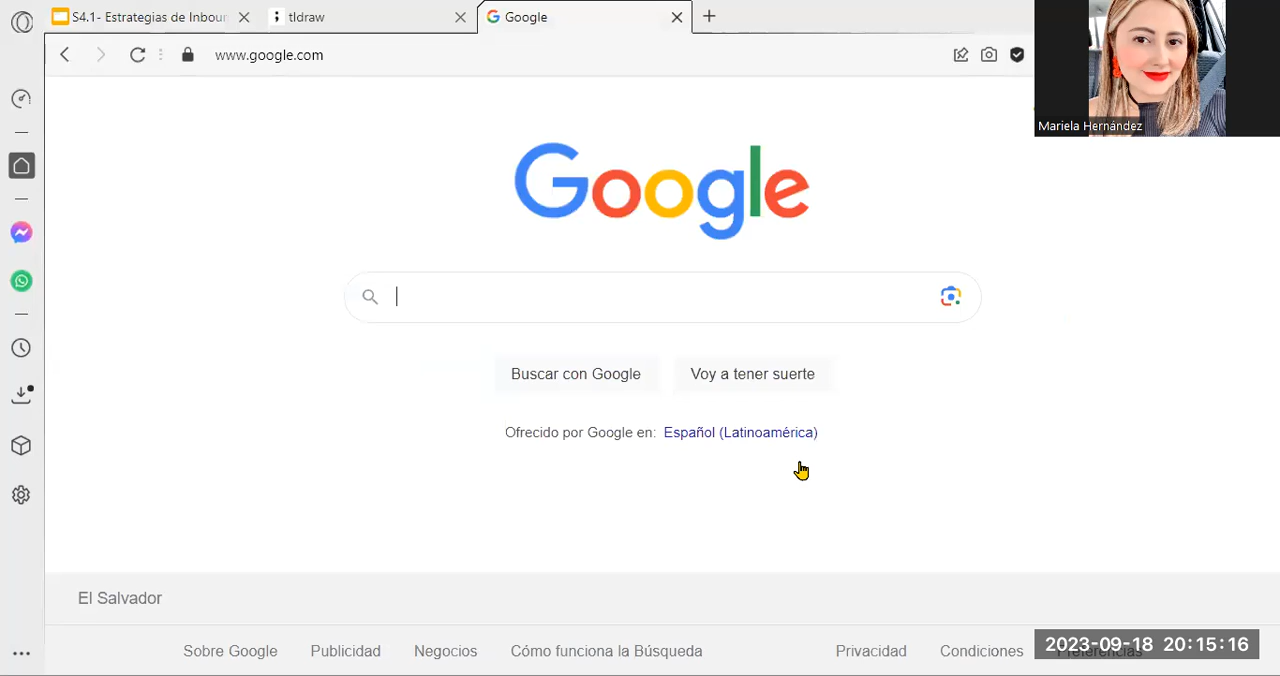 S4.1- Estrategias de Inboun
tldraw
Google
www.google.com
Mariela Hernández
Google
Buscar con Google
Voy a tener suerte
Ofrecido por Google en: Español (Latinoamérica)
El Salvador
Sobre Google
Publicidad
Negocios
Cómo funciona la Búsqueda
Privacidad
Condiciones
Preferencias
2023-09-18 20:15:16